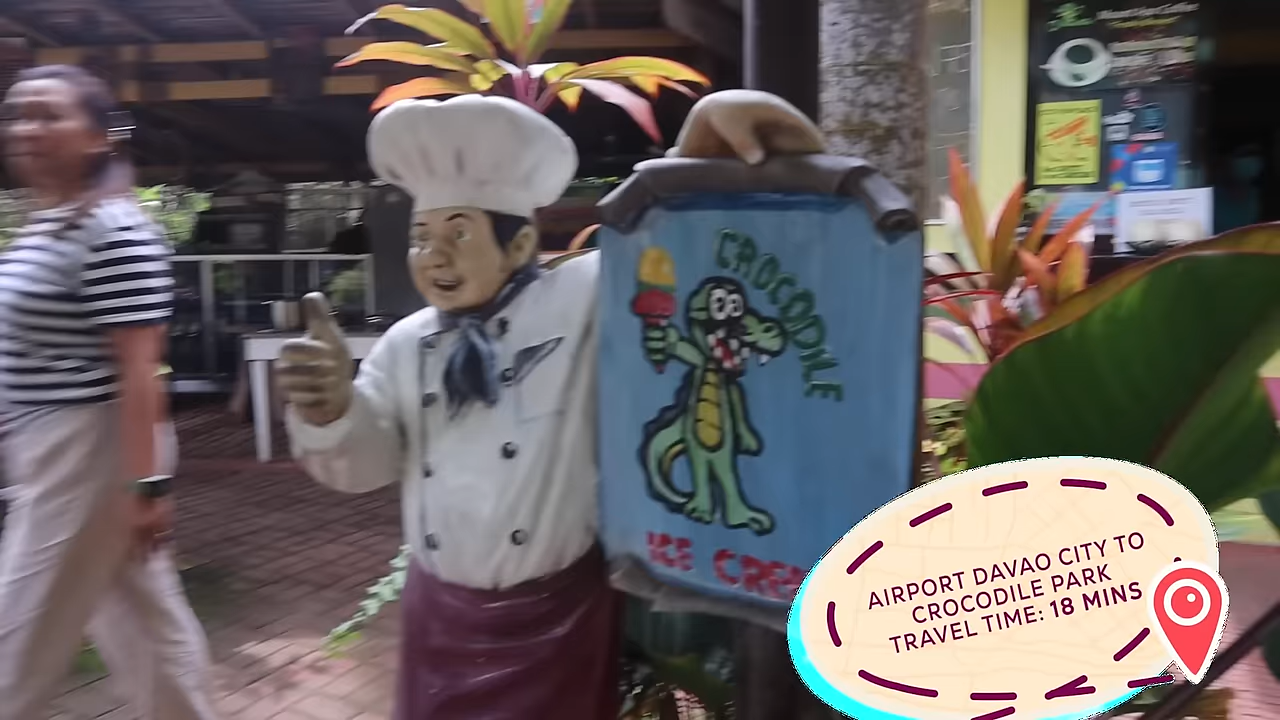 CROCODILE
ICE CREA
AIRPORT DAVAO CITY TO
CROCODILE PARK
TRAVEL TIME: 18 MINS